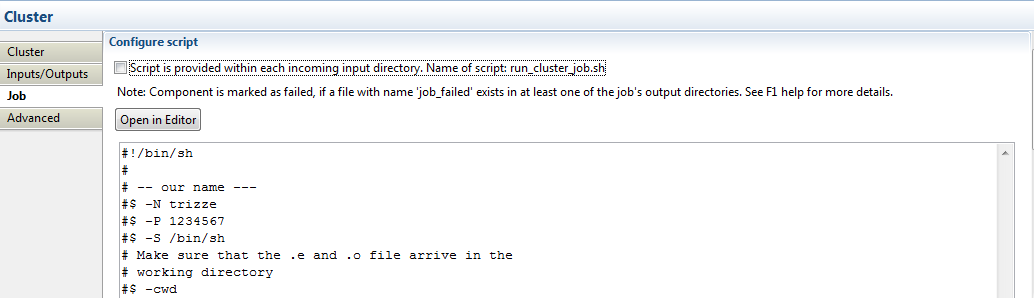 Cluster
Cluster
Inputs/Outputs
Job
Advanced
Configure script
Script is provided within each incoming input directory. Name of script: run_cluster_job.sh
Note: Component is marked as failed, if a file with name 'job_failed' exists in at least one of the job's output directories. See F1 help for more details.
Open in Editor
#!/bin/sh
#
# -- our name ---
#$ -N trizze
#$ -P 1234567
#$ -S /bin/sh
# Make sure that the .e and .o file arrive in the
# working directory
#$ -cwd